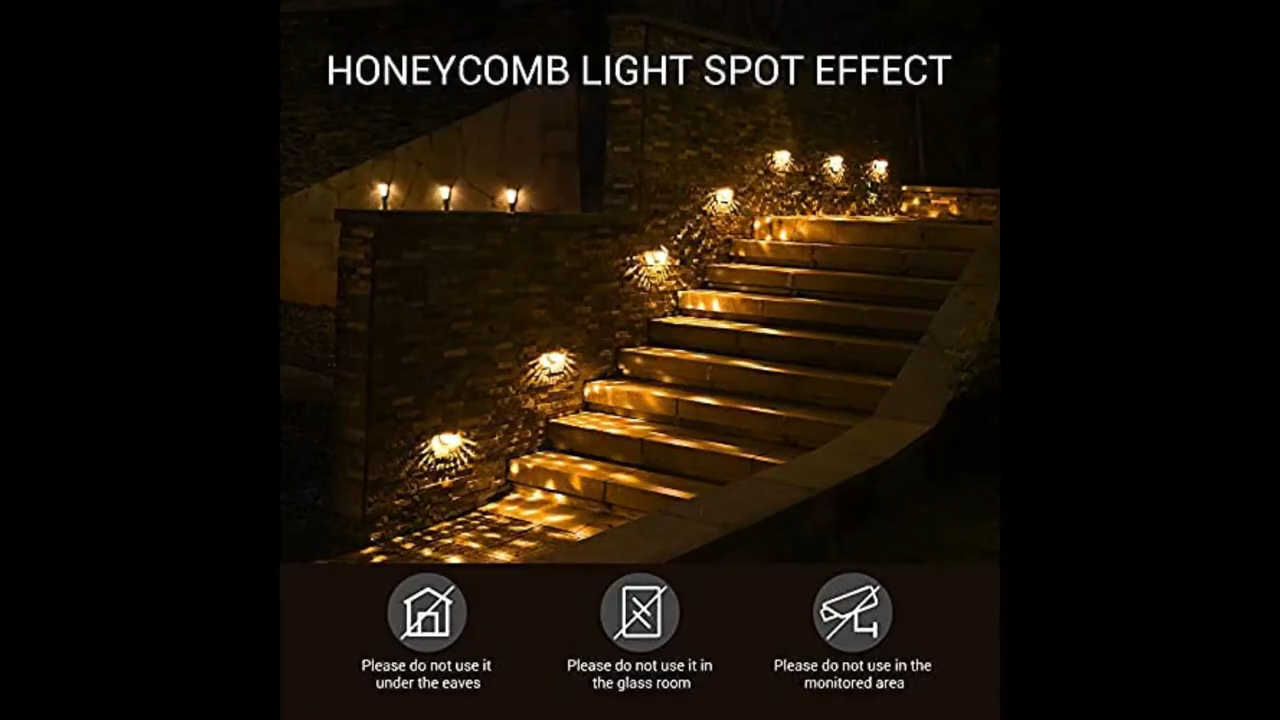 HONEYCOMB LIGHT SPOT EFFECT
Please do not use it
under the eaves
Please do not use it in
the glass room
Please do not use in the
monitored area